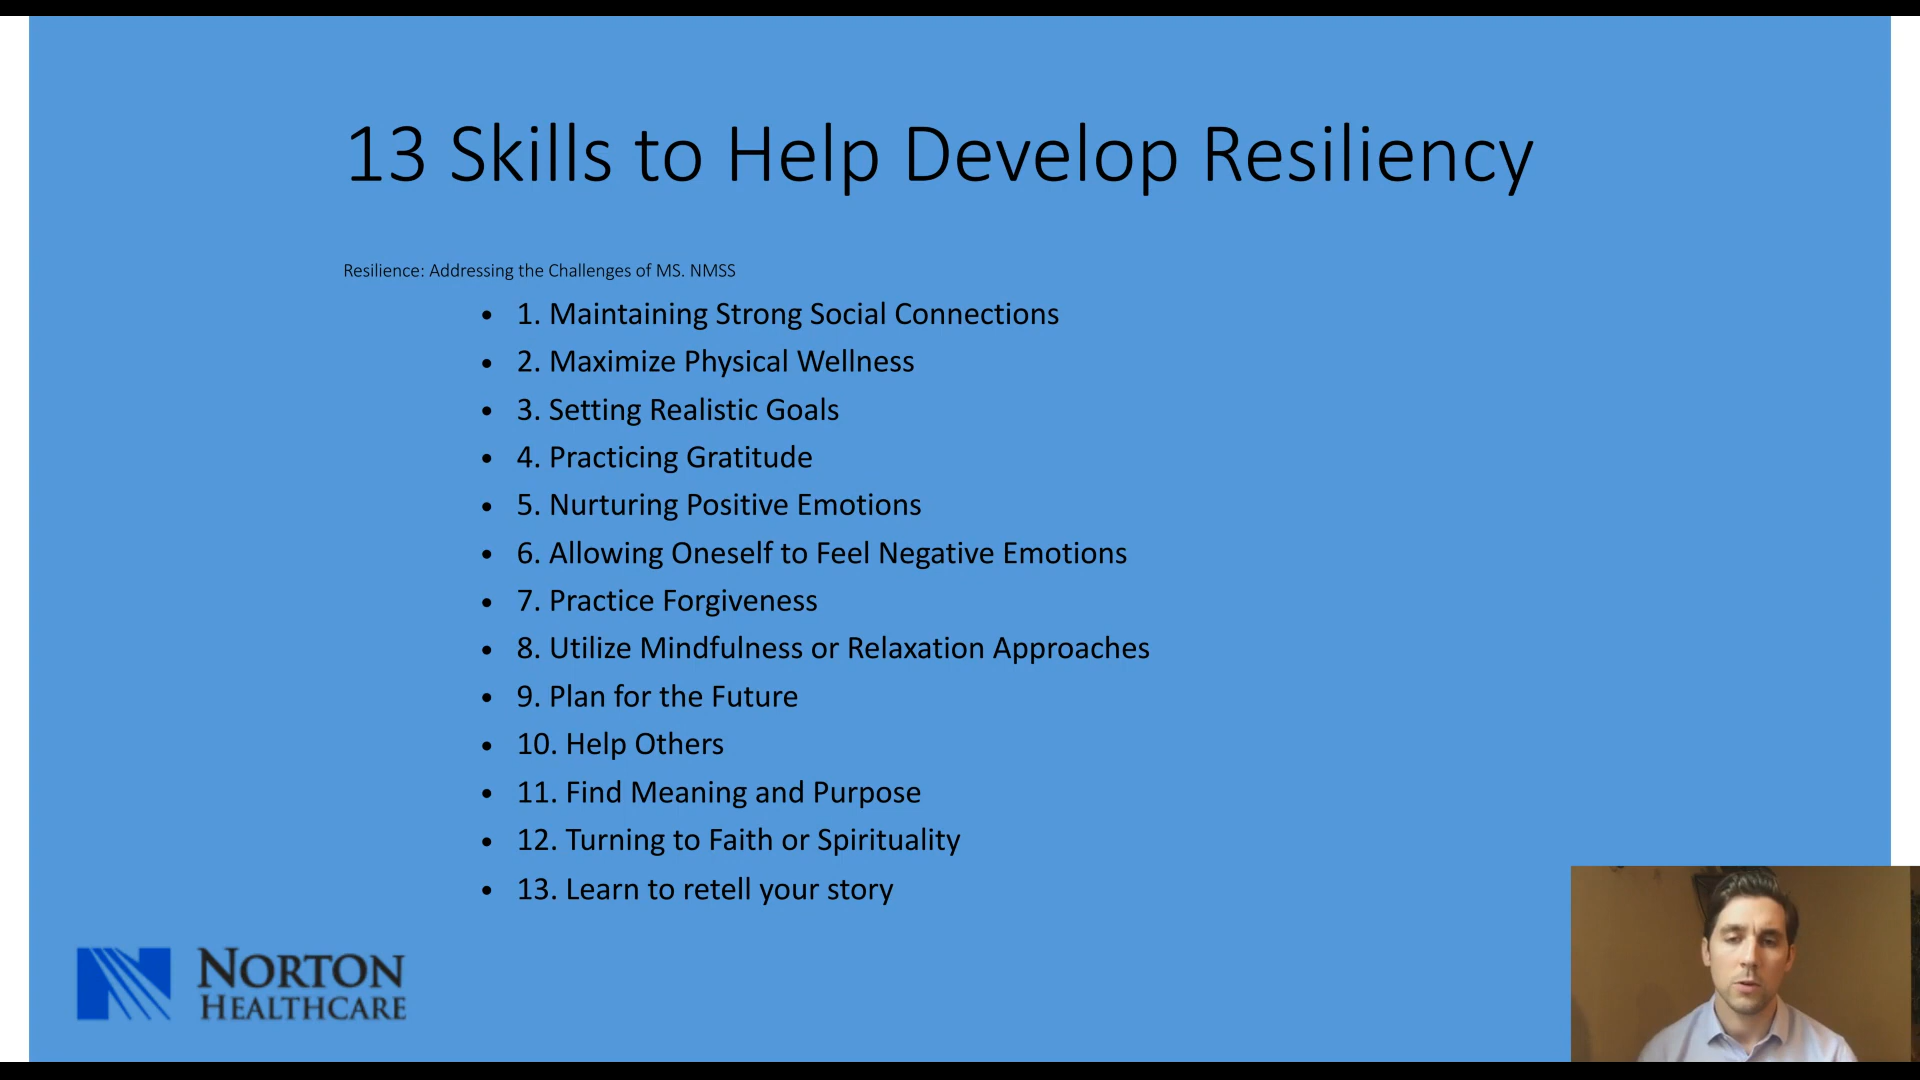 13 Skills to Help Develop Resiliency
Resilience: Addressing the Challenges of MS. NMSS
• 1. Maintaining Strong Social Connections
• 2. Maximize Physical Wellness
• 3. Setting Realistic Goals
• 4. Practicing Gratitude
• 5. Nurturing Positive Emotions
• 6. Allowing Oneself to Feel Negative Emotions
• 7. Practice Forgiveness
• 8. Utilize Mindfulness or Relaxation Approaches
• 9. Plan for the Future
• 10. Help Others
• 11. Find Meaning and Purpose
• 12. Turning to Faith or Spirituality
• 13. Learn to retell your story
NORTON
HEALTHCARE